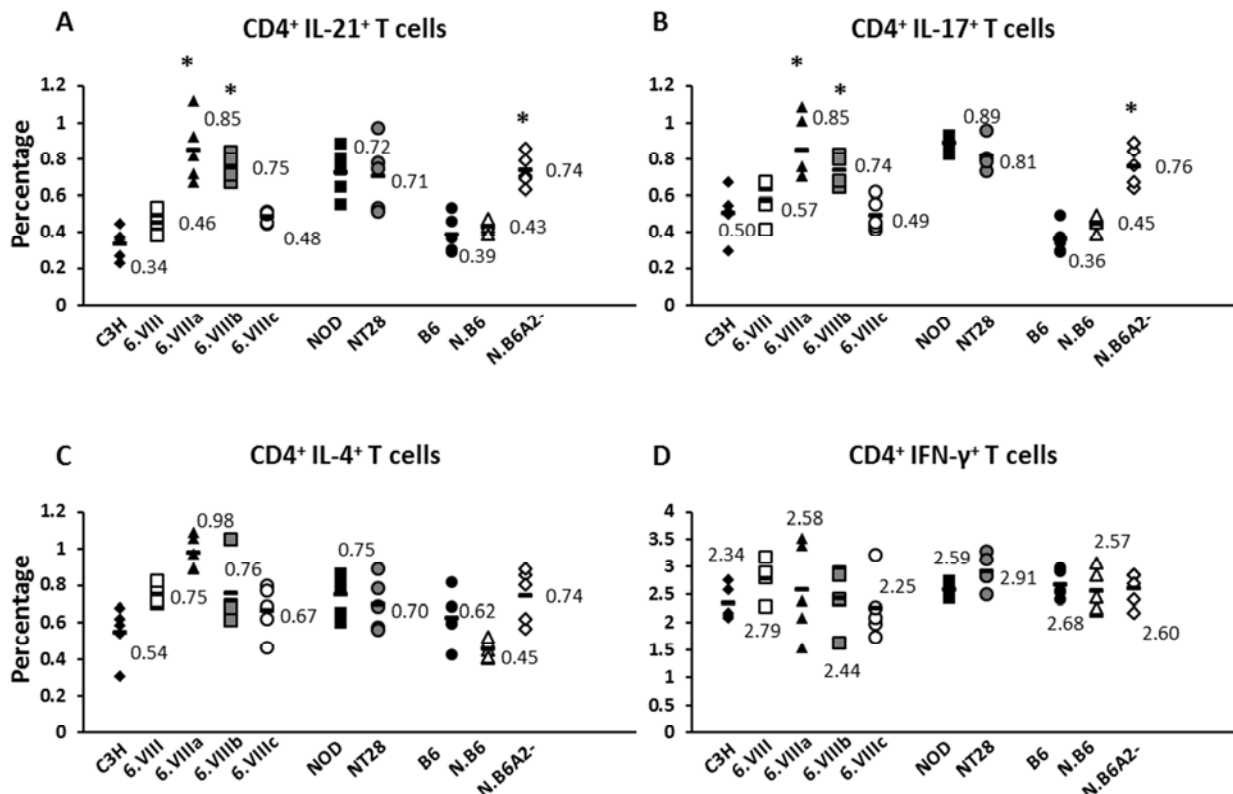 A
CD4+ IL-21+ T cells
*
*
*
Percentage
1.2
1
0.8
0.6
0.4
0.2
0
0.34
0.46
0.85
0.75
0.48
0.72
0.71
0.39
0.43
0.74
C3H
6.VIIi
6.VIIIa
6.VIIIb
6.VIIIc
NOD
NT28
B6
N.B6
N.B6A2-
B
CD4+ IL-17+ T cells
*
*
*
Percentage
1.2
1
0.8
0.6
0.4
0.2
0
0.50
0.57
0.85
0.74
0.49
0.89
0.81
0.36
0.45
0.76
C3H
6.VIII
6.VIIIa
6.VIIIb
6.VIIIc
NOD
NT28
B6
N.B6
N.B6A2-
C
CD4+ IL-4+ T cells
Percentage
1.2
1
0.8
0.6
0.4
0.2
0
0.54
0.75
0.98
0.76
0.67
0.75
0.70
0.62
0.45
0.74
C3H
6.VIII
6.VIIIa
6.VIIIb
6.VIIIc
NOD
NT28
B6
N.B6
N.B6A2-
D
CD4+ IFN-γ+ T cells
4
3.5
3
2.5
2
1.5
1
0.5
0
2.34
2.79
2.58
2.44
2.25
2.59
2.91
2.68
2.57
2.60
C3H
6.VIII
6.VIIIa
6.VIIIb
6.VIIIc
NOD
NT28
B6
N.B6
N.B6A2-